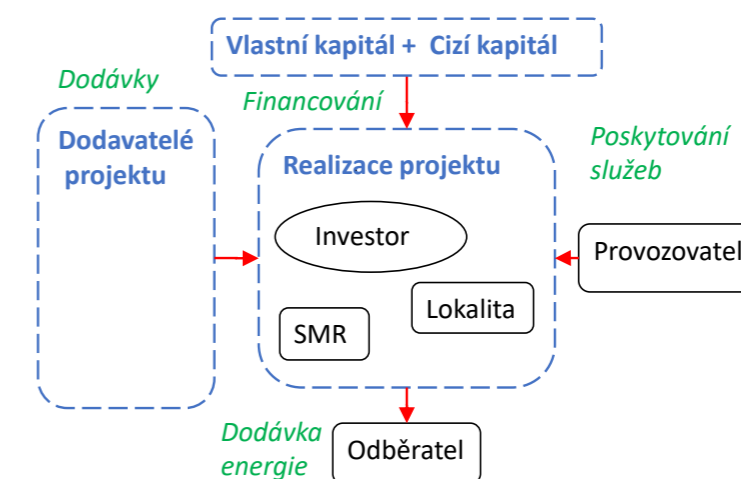 Vlastní kapitál + Cizí kapitál
Dodávky
Financování
Dodavatelé
projektu
Realizace projektu
Poskytování
služeb
Investor
Provozovatel
Lokalita
SMR
Dodávka
energie
Odběratel